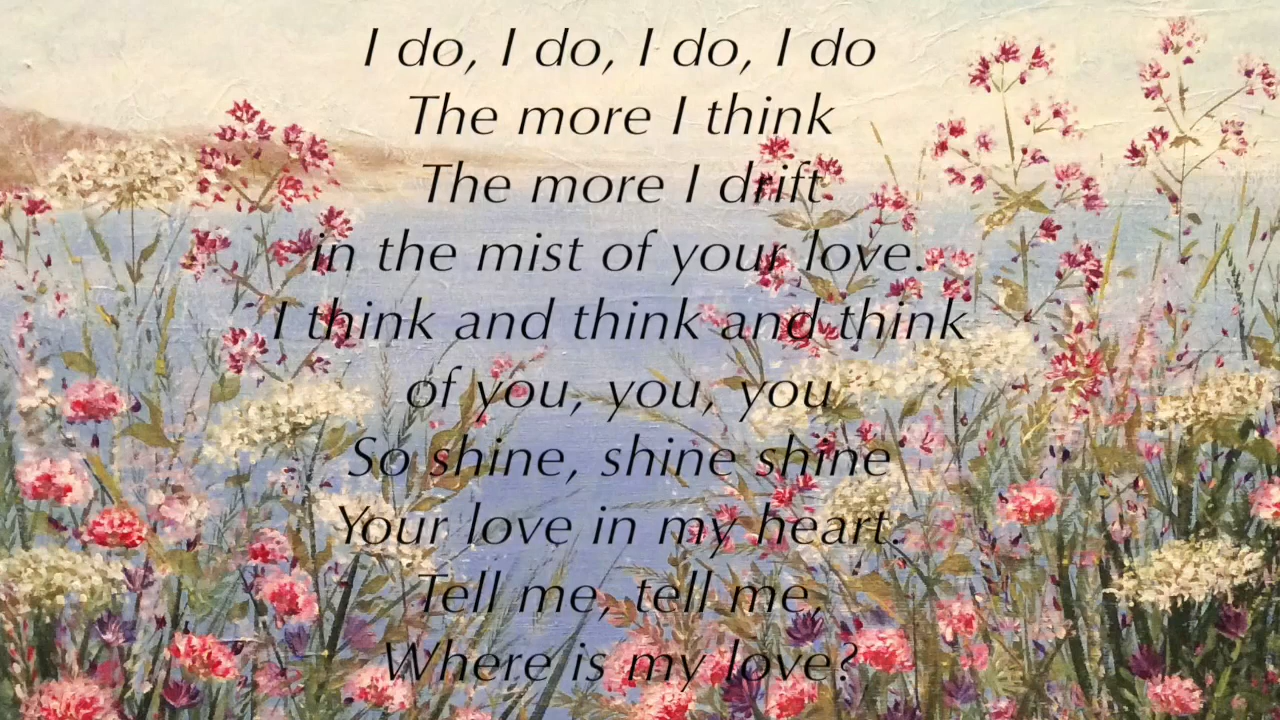 I do, I do, I do, I do
The more I think
The more I drift
in the mist of your love.
I think and think and think
of you, you, you
So shine, shine shine
Your love in my heart.
Tell me, tell me,
Where is my love?